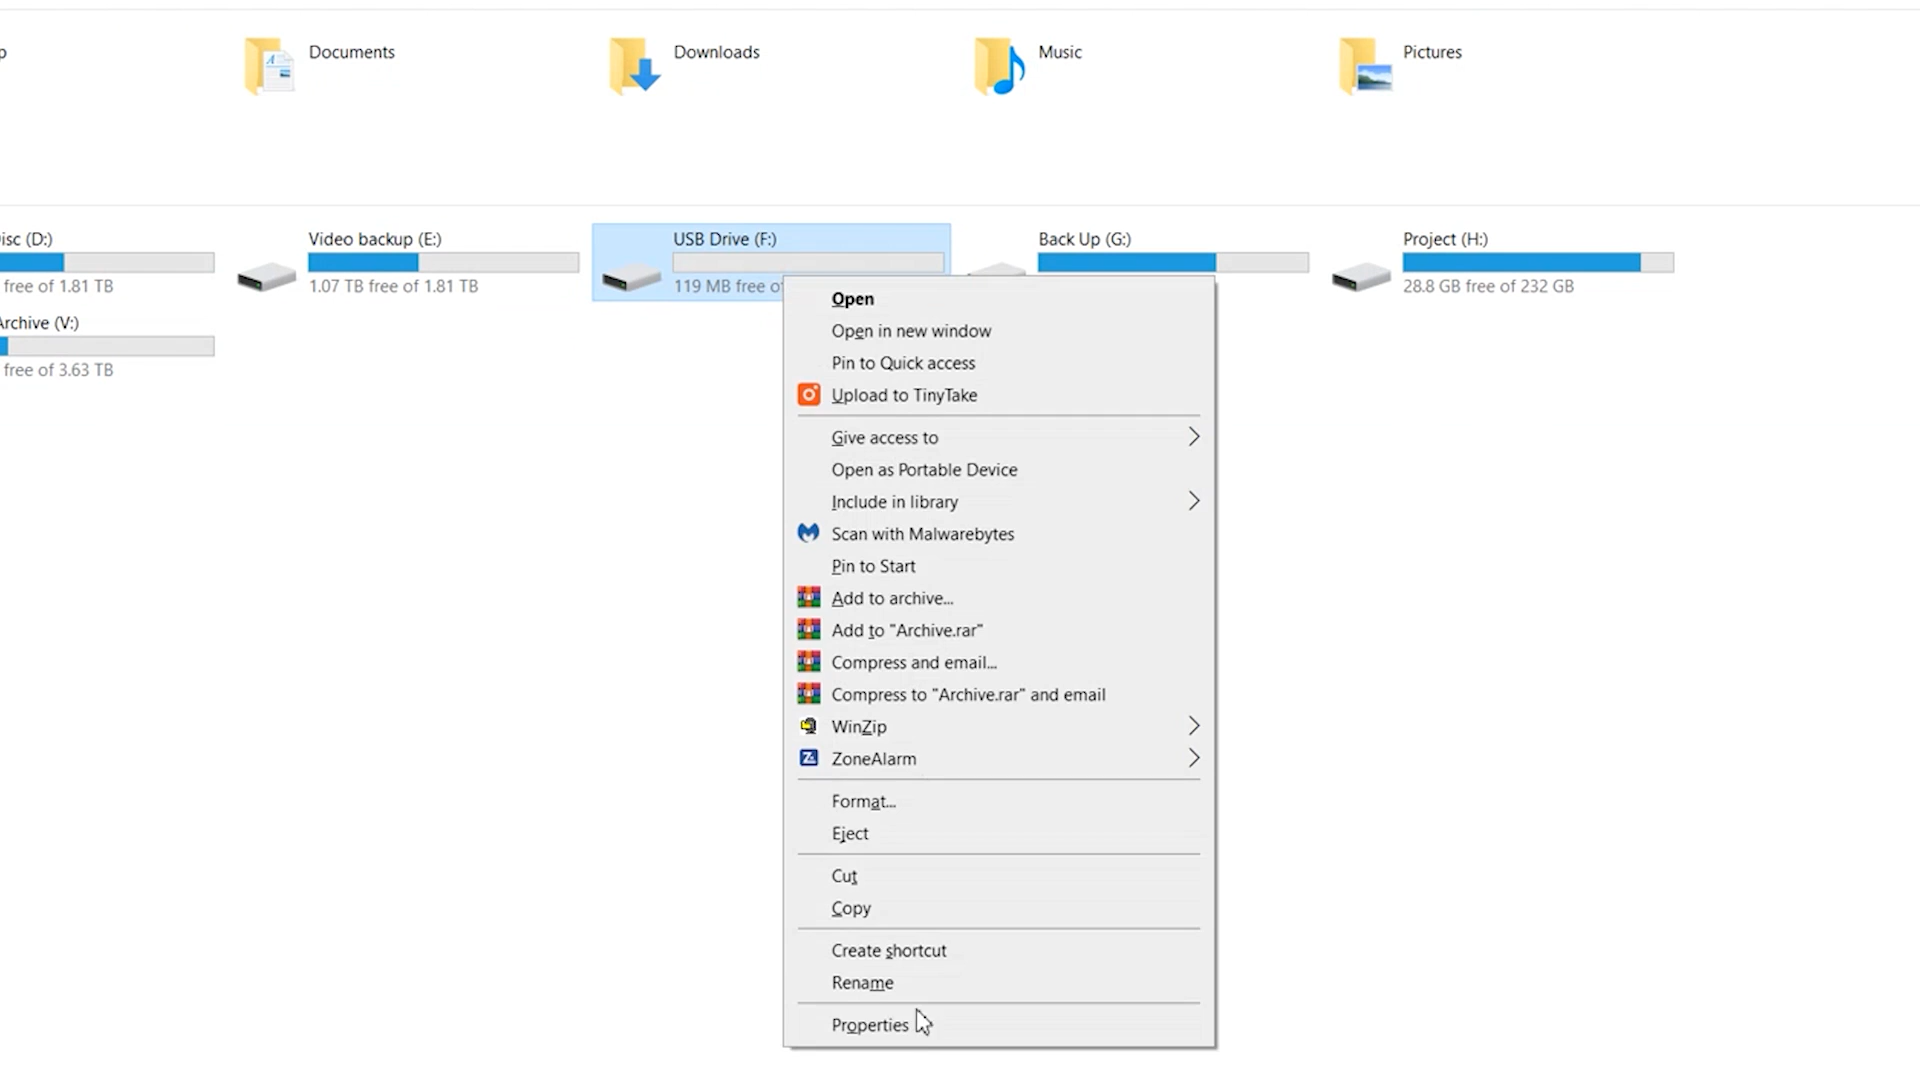 p
Documents
Downloads
Music
Pictures
isc (D:)
free of 1.81 TB
Video backup (E:)
1.07 TB free of 1.81 TB
USB Drive (F:)
119 MB free o
Back Up (G:)
Project (H:)
28.8 GB free of 232 GB
Archive (V:)
free of 3.63 TB
Open
Open in new window
Pin to Quick access
Upload to TinyTake
Give access to
Open as Portable Device
Include in library
Scan with Malwarebytes
Pin to Start
Add to archive...
Add to "Archive.rar"
Compress and email...
Compress to "Archive.rar" and email
WinZip
ZoneAlarm
Format...
Eject
Cut
Copy
Create shortcut
Rename
Properties